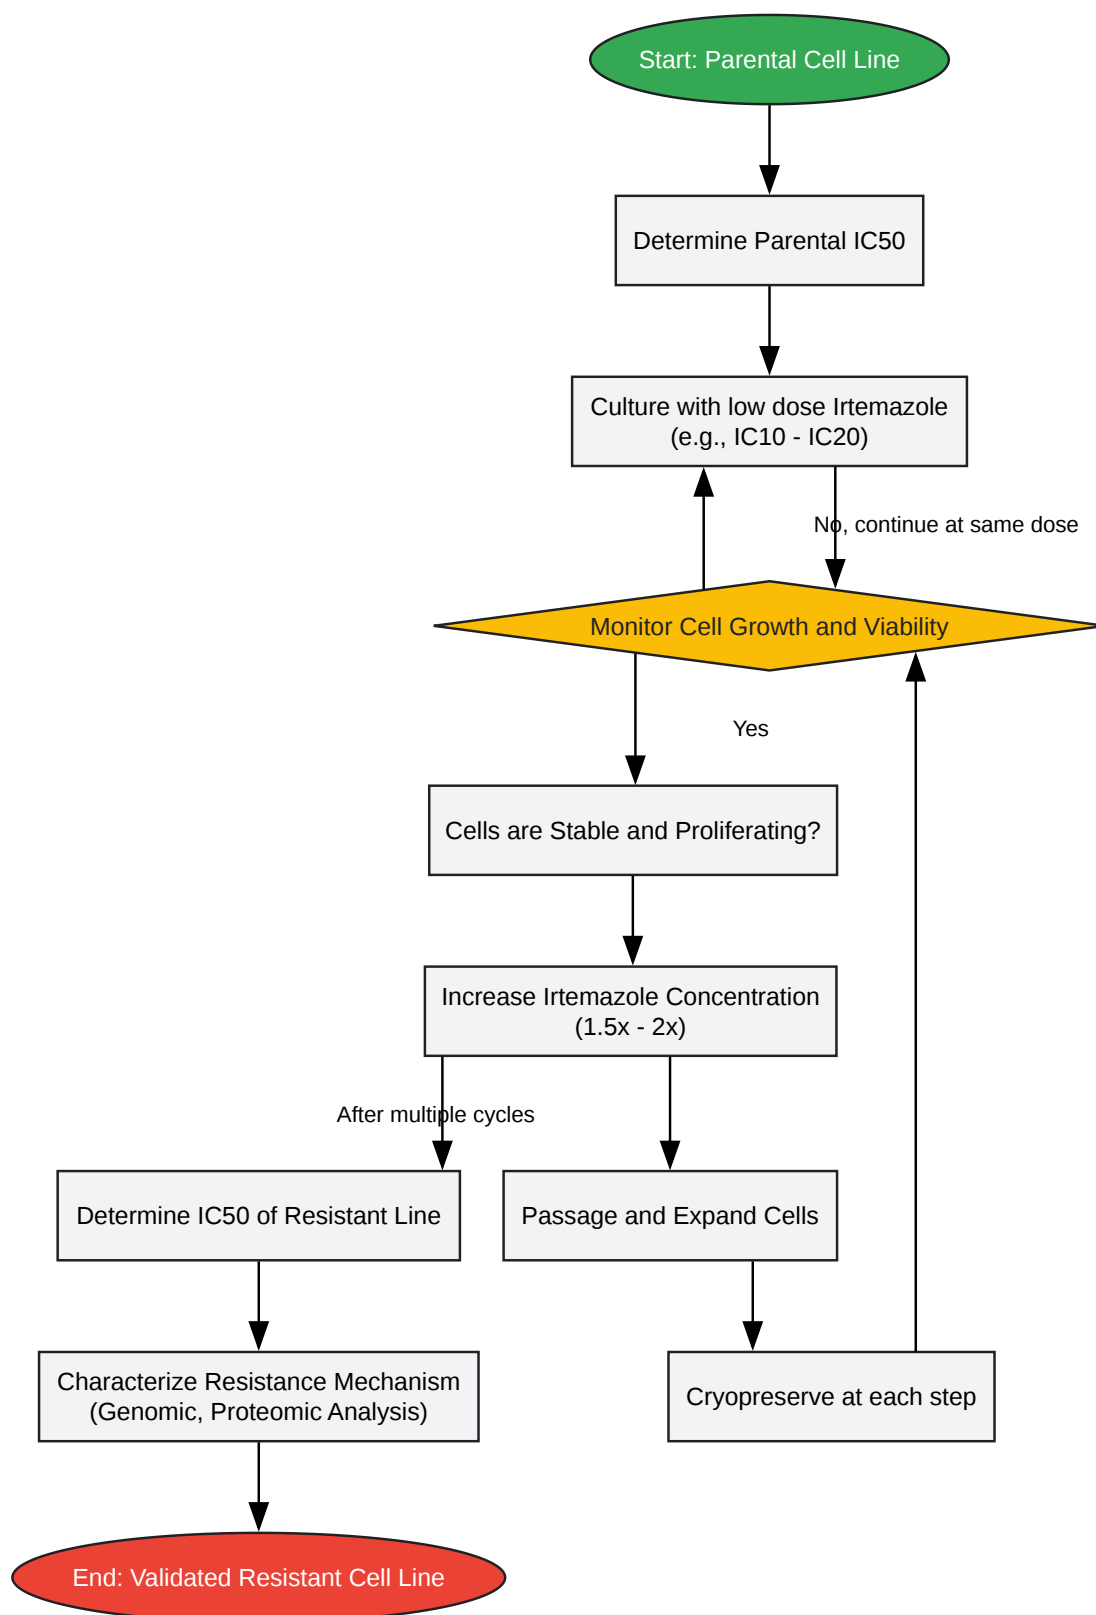 Start: Parental Cell Line
Determine Parental IC50
Culture with low dose Irtemazole
(e.g., IC10 - IC20)
No, continue at same dose
Monitor Cell Growth and Viability
Yes
Cells are Stable and Proliferating?
Increase Irtemazole Concentration
(1.5x - 2x)
After multiple cycles
Determine IC50 of Resistant Line
Passage and Expand Cells
Characterize Resistance Mechanism
(Genomic, Proteomic Analysis)
Cryopreserve at each step
End: Validated Resistant Cell Line